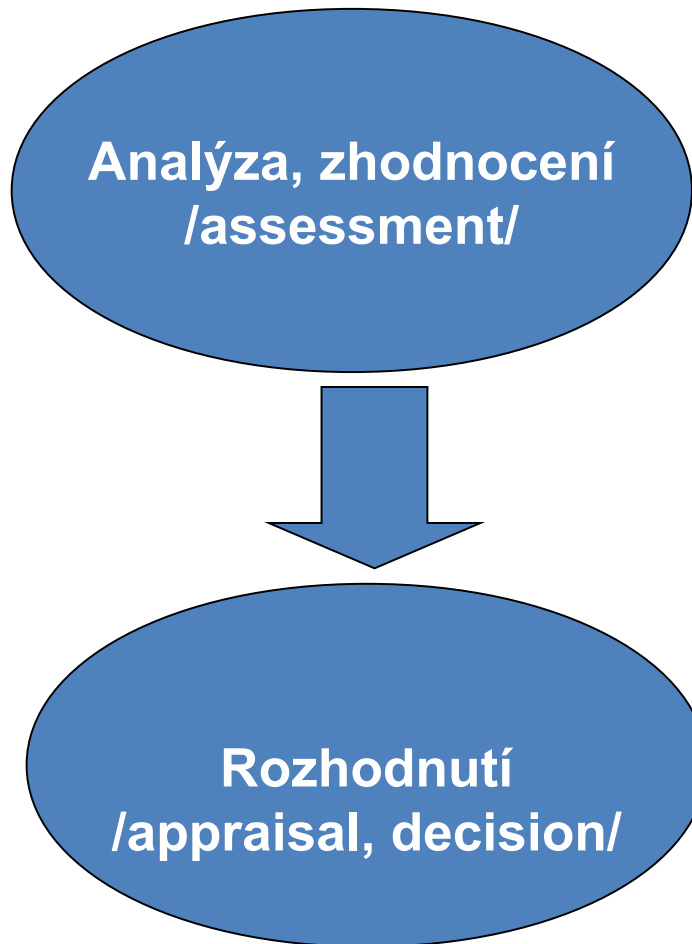 Analýza, zhodnocení
/assessment/
Rozhodnutí
/appraisal, decision/